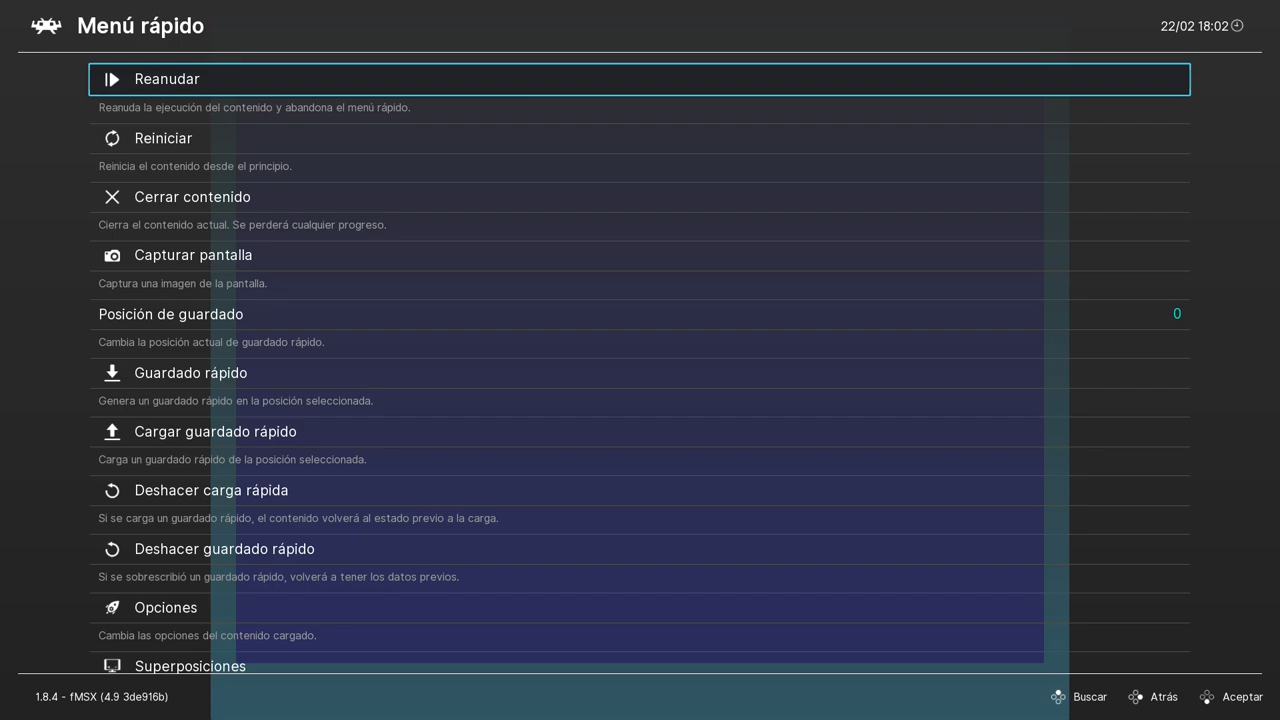 Menú rápido
22/02 18:02
Reanudar
Reanuda la ejecución del contenido y abandona el menú rápido.
Reiniciar
Reinicia el contenido desde el principio.
Cerrar contenido
Cierra el contenido actual. Se perderá cualquier progreso.
Capturar pantalla
Captura una imagen de la pantalla.
Posición de guardado 0
Cambia la posición actual de guardado rápido.
Guardado rápido
Genera un guardado rápido en la posición seleccionada.
Cargar guardado rápido
Carga un guardado rápido de la posición seleccionada.
Deshacer carga rápida
Si se carga un guardado rápido, el contenido volverá al estado previo a la carga.
Deshacer guardado rápido
Si se sobrescribió un guardado rápido, volverá a tener los datos previos.
Opciones
Cambia las opciones del contenido cargado.
Superposiciones
1.8.4 - fMSX (4.9 3de916b)
Buscar Atrás Aceptar